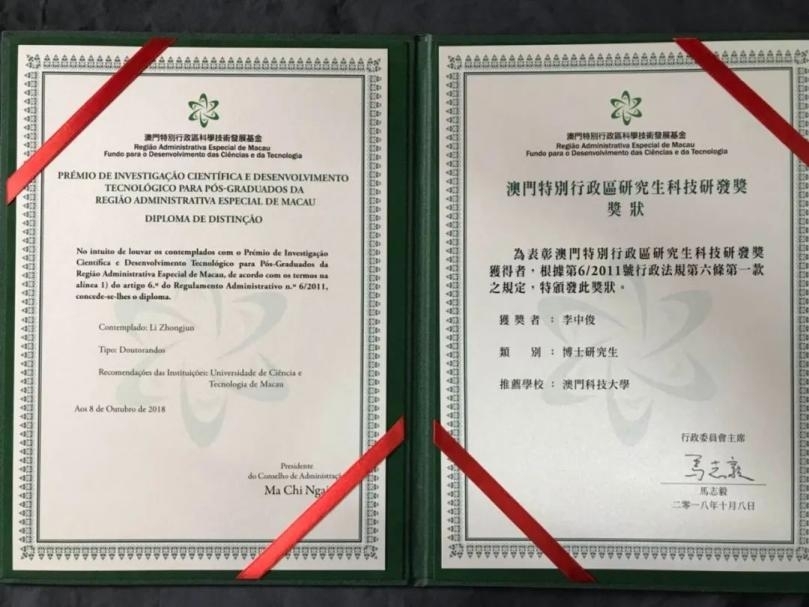 澳門特別行政區科學技術發展基金
Região Administrativa Especial de Macau
Fundo para o Desenvolvimento das Ciências e da Tecnologia
PRÉMIO DE INVESTIGAÇÃO CIENTÍFICA E DESENVOLVIMENTO
TECNOLÓGICO PARA PÓS-GRADUADOS DA
REGIÃO ADMINISTRATIVA ESPECIAL DE MACAU
DIPLOMA DE DISTINÇÃO
No intuito de louvar os contemplados com o Prémio de Investigação
Científica e Desenvolvimento Tecnológico para Pós-Graduados da
Região Administrativa Especial de Macau, de acordo com os termos na
alínea 1) do artigo 6.º do Regulamento Administrativo n.º 6/2011,
concede-se-lhes o diploma.
Contemplado: Li Zhongjun
Tipo: Doutorandos
Recomendações das Instituições: Universidade de Ciência e
Tecnologia de Macau
Aos 8 de Outubro de 2018
Presidente
do Conselho de Administraçã
Ma Chi Ngai
澳門特別行政區科學技術發展基金
Região Administrativa Especial de Macau
Fundo para o Desenvolvimento das Ciências e da Tecnologia
澳門特別行政區研究生科技研發獎
獎狀
為表彰澳門特別行政區研究生科技研發獎
獲得者，根據第6/2011號行政法規第六條第一款
之規定，特頒發此獎狀。
獲獎者：李中俊
類別：博士研究生
推薦學校：澳門科技大學
行政委員會主席
馬志毅
馬志毅
二零一八年十月八日